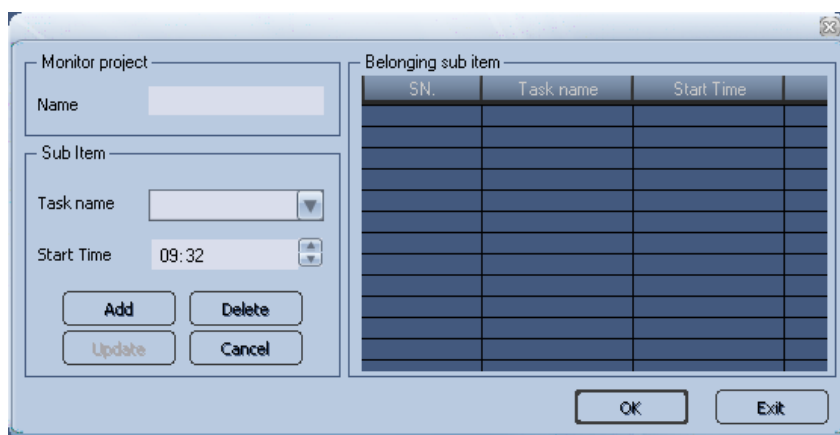 Monitor project
Name
Sub Item
Task name
Start Time 09:32
Add Delete
Update Cancel
Belonging sub item
SN. Task name Start Time
OK Exit